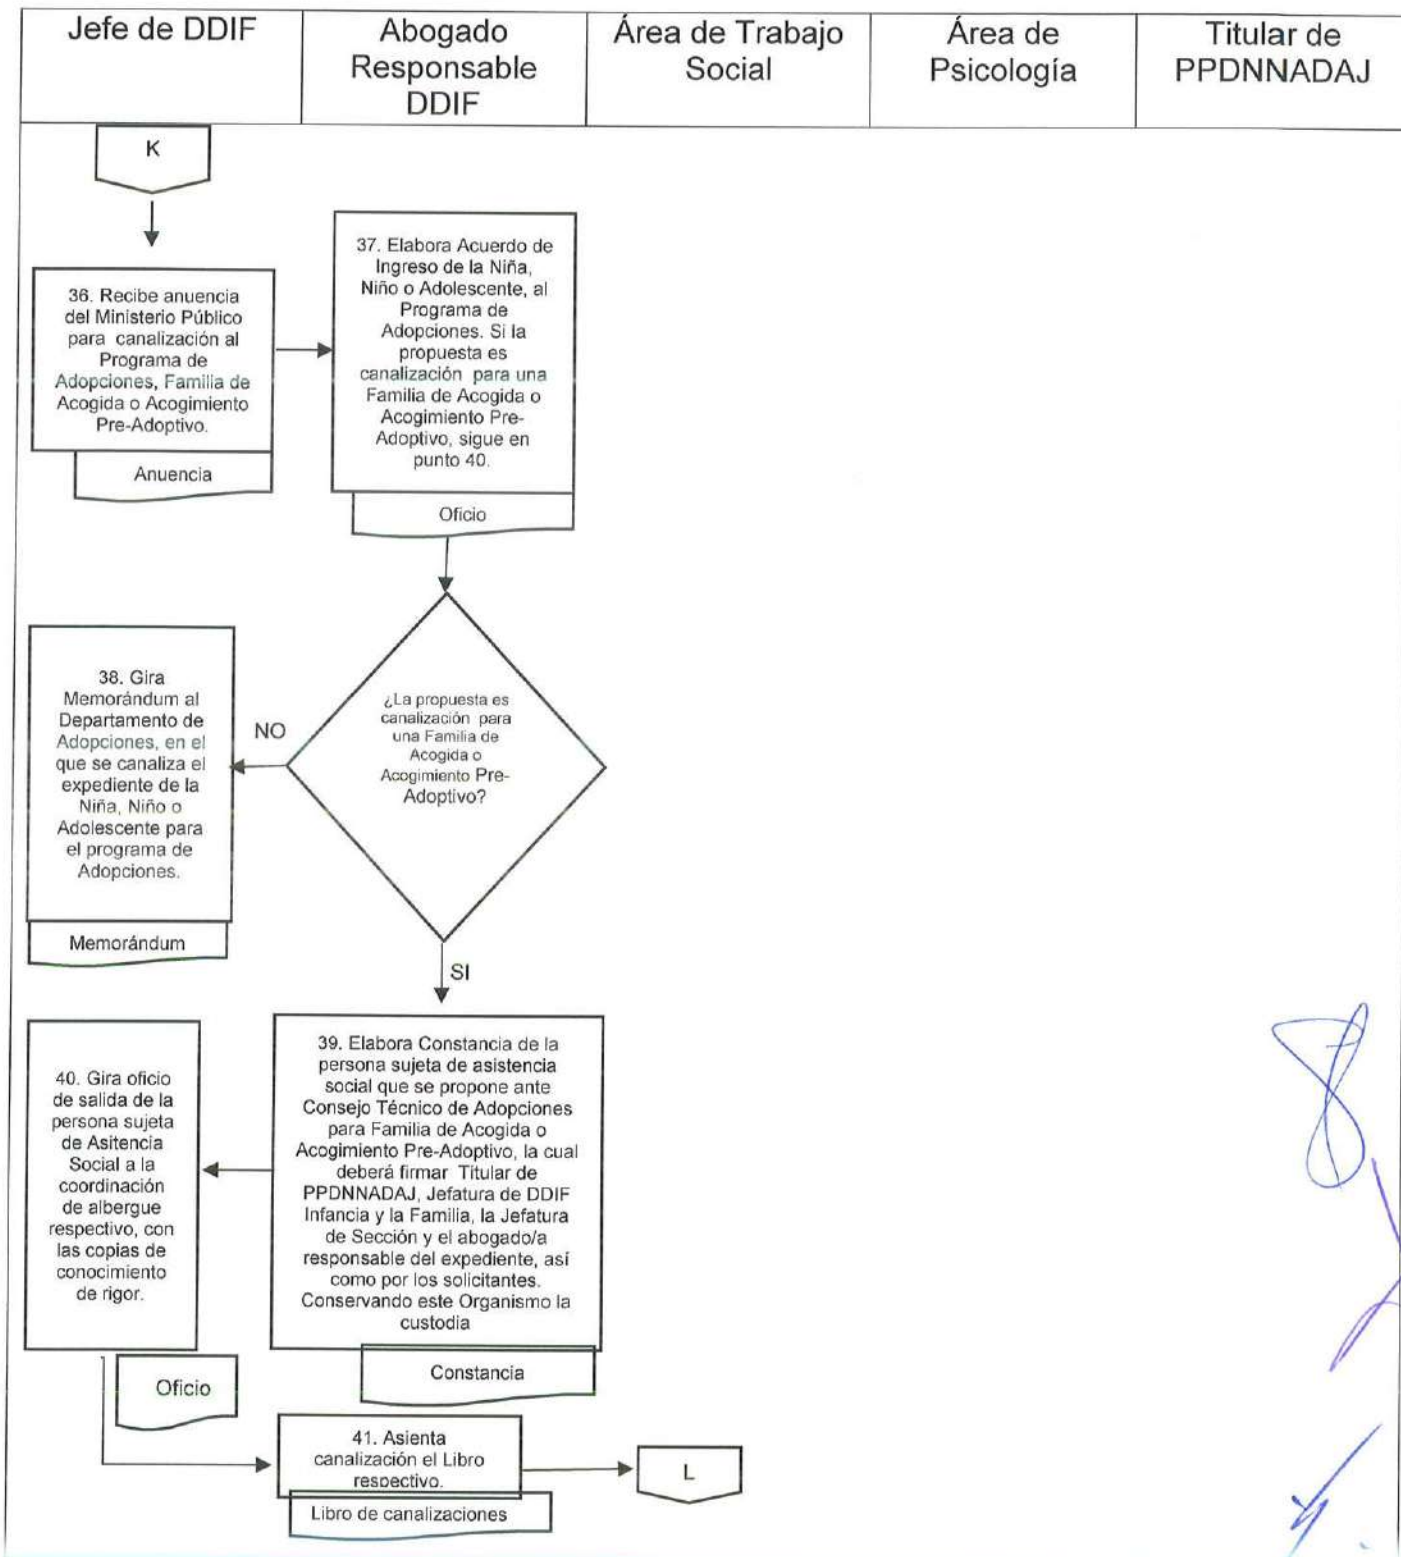 Jefe de DDIF
Abogado
Responsable
DDIF
Área de Trabajo
Social
Área de
Psicología
Titular de
PPDNNADAJ
K
36. Recibe anuencia
del Ministerio Público
para canalización al
Programa de
Adopciones, Familia de
Acogida o Acogimiento
Pre-Adoptivo.
Anuencia
37. Elabora Acuerdo de
Ingreso de la Niña,
Niño o Adolescente, al
Programa de
Adopciones. Si la
propuesta es
canalización para una
Familia de Acogida o
Acogimiento Pre-
Adoptivo, sigue en
punto 40.
Oficio
¿La propuesta es
canalización para
una Familia de
Acogida o
Acogimiento Pre-
Adoptivo?
NO
38. Gira
Memorándum al
Departamento de
Adopciones, en el
que se canaliza el
expediente de la
Niña, Niño o
Adolescente para
el programa de
Adopciones.
Memorándum
SI
39. Elabora Constancia de la
persona sujeta de asistencia
social que se propone ante
Consejo Técnico de Adopciones
para Familia de Acogida o
Acogimiento Pre-Adoptivo, la cual
deberá firmar Titular de
PPDNNADAJ, Jefatura de DDIF
Infancia y la Familia, la Jefatura
de Sección y el abogado/a
responsable del expediente, así
como por los solicitantes.
Conservando este Organismo la
custodia
Constancia
40. Gira oficio
de salida de la
persona sujeta
de Asitencia
Social a la
coordinación
de albergue
respectivo, con
las copias de
conocimiento
de rigor.
Oficio
41. Asienta
canalización el Libro
respectivo.
Libro de canalizaciones
L